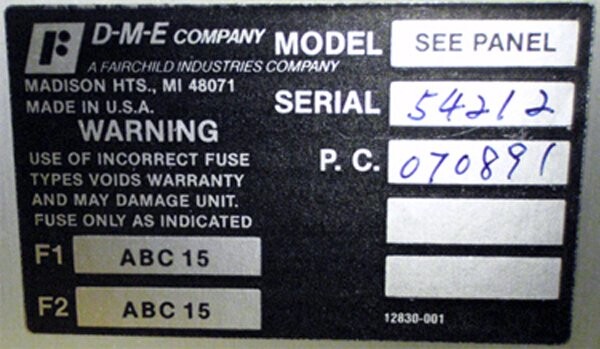 D-M-E COMPANY
A FAIRCHILD INDUSTRIES COMPANY
MADISON HTS., MI 48071
MADE IN U.S.A.
WARNING
USE OF INCORRECT FUSE
TYPES VOIDS WARRANTY
AND MAY DAMAGE UNIT.
FUSE ONLY AS INDICATED
F1 ABC 15
F2 ABC 15
MODEL SEE PANEL
SERIAL 54212
P. C. 070891
12830-001